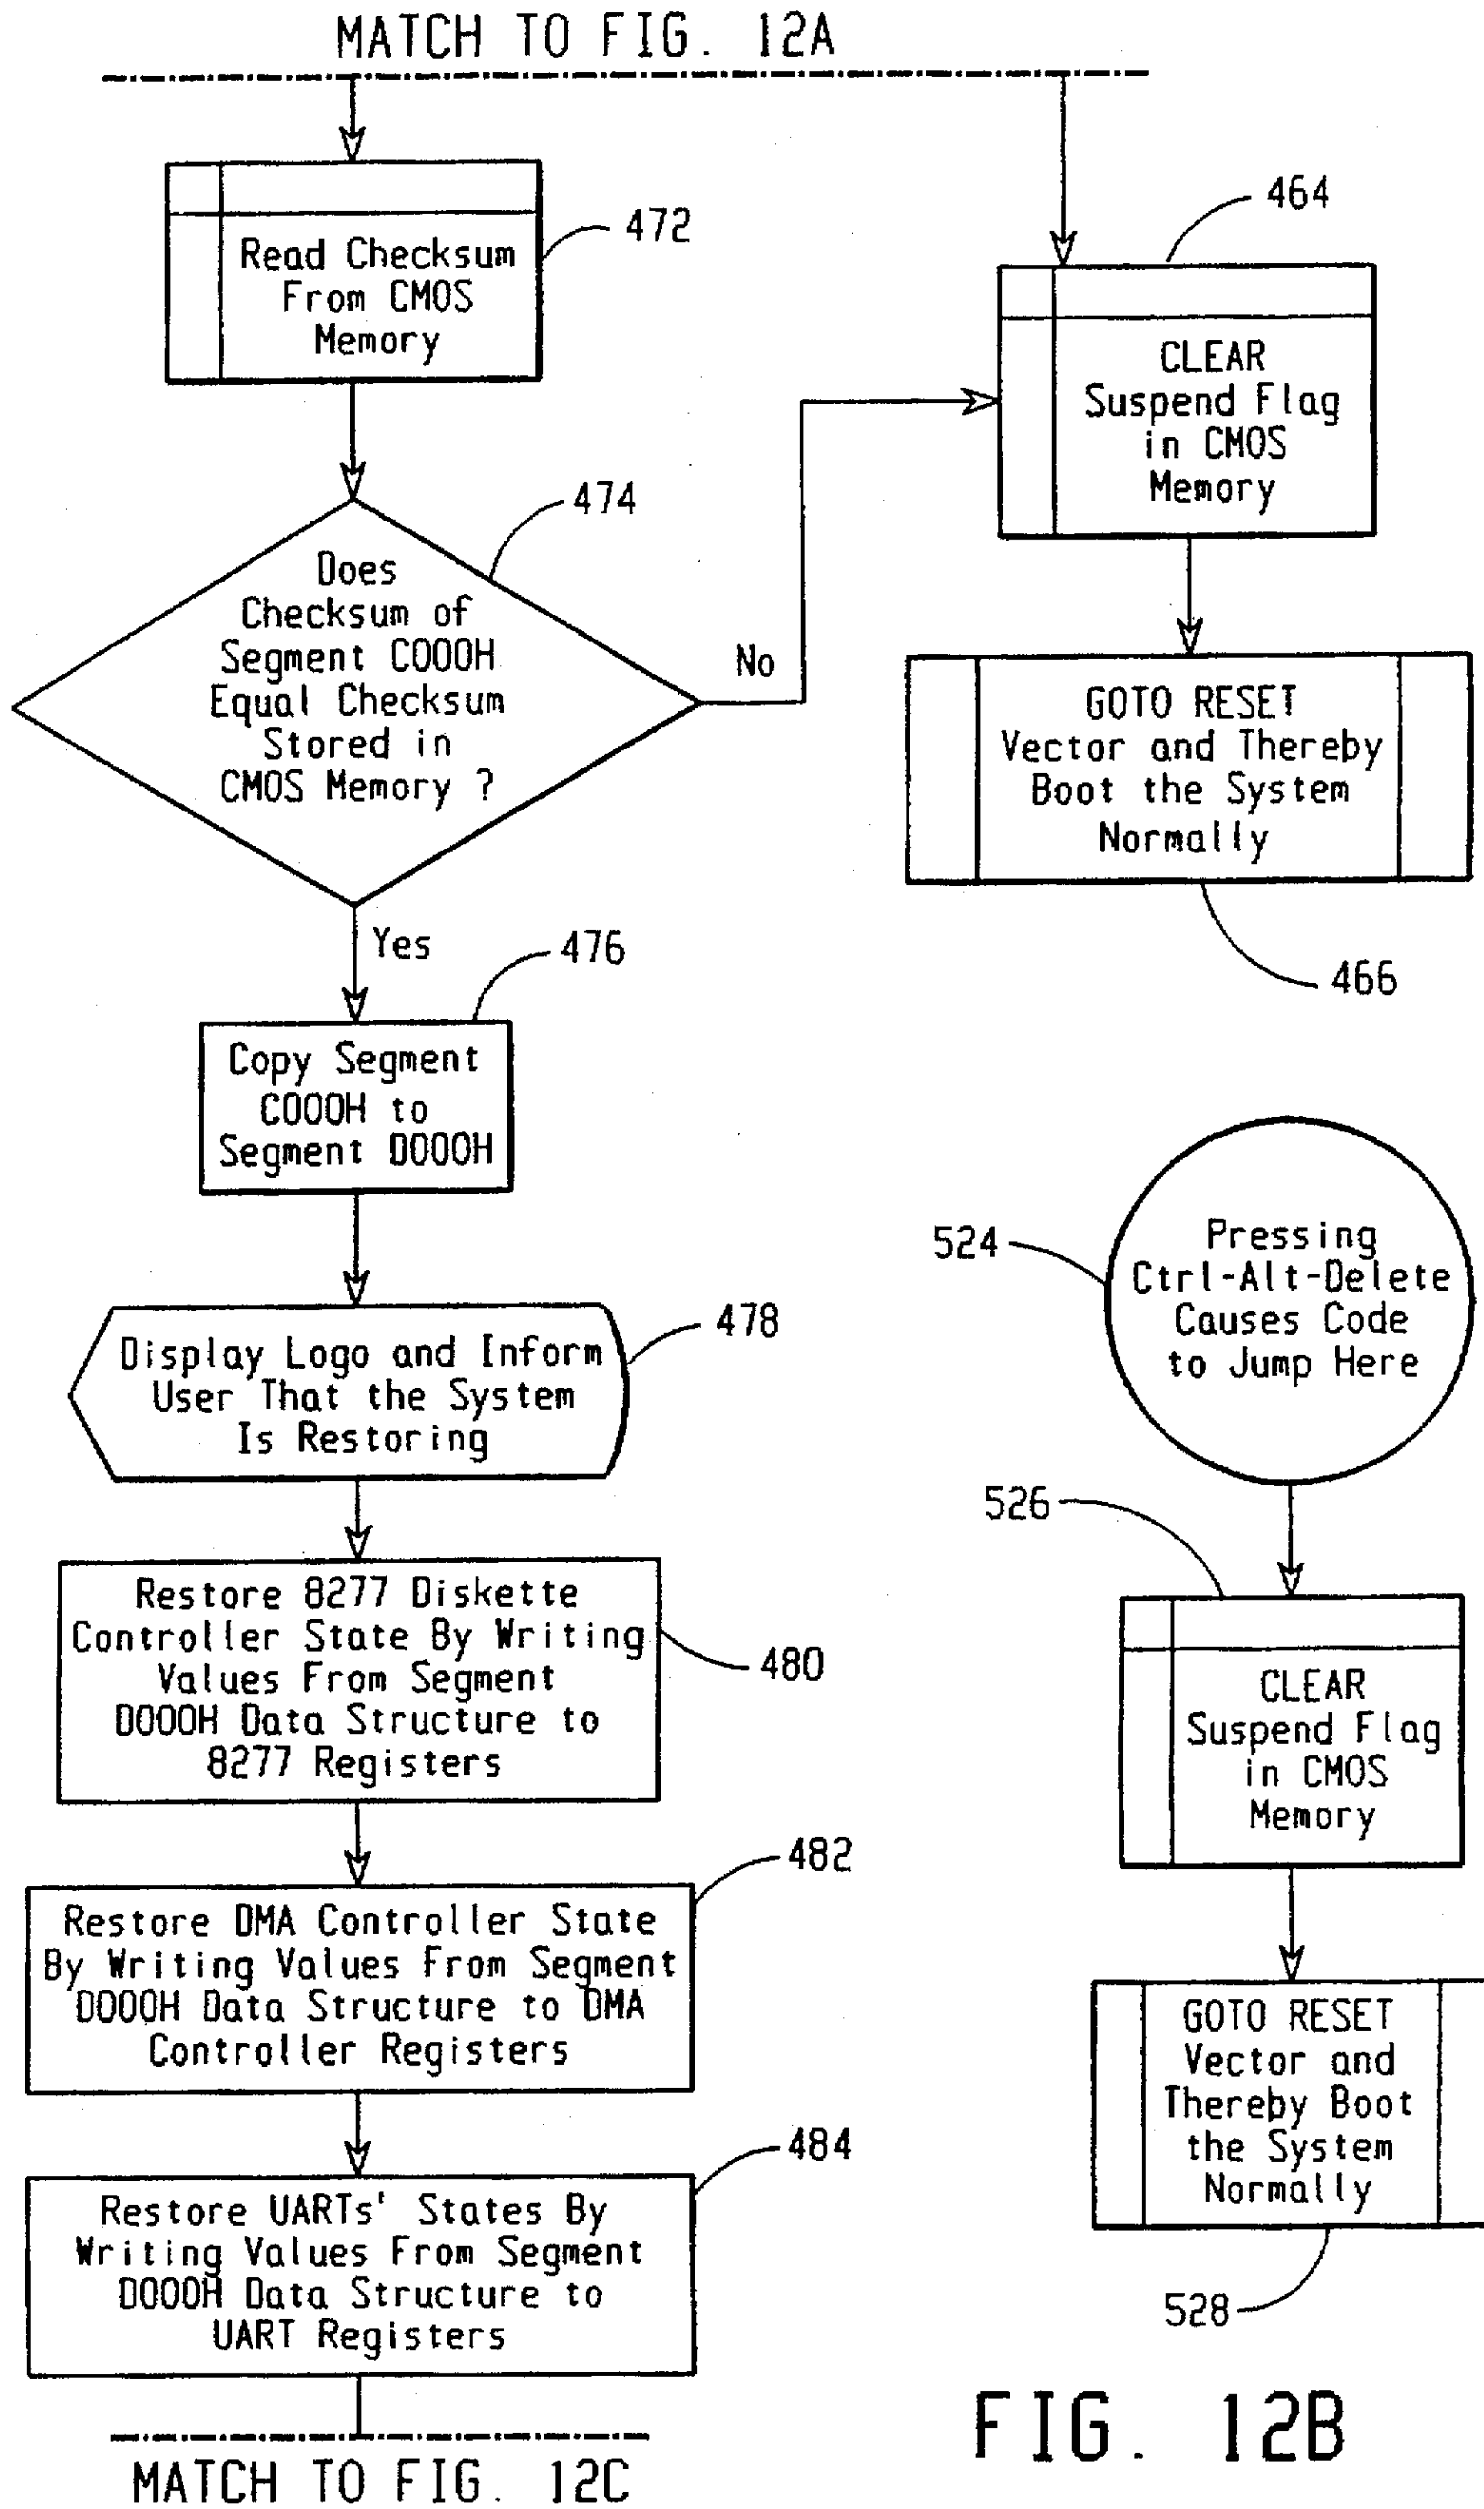 MATCH TO FIG. 12A
Read Checksum
From CMOS
Memory
472
464
CLEAR
Suspend Flag
in CMOS
Memory
474
Does
Checksum of
Segment C000H
Equal Checksum
Stored in
CMOS Memory ?
No
Yes
GOTO RESET
Vector and Thereby
Boot the System
Normally
466
476
Copy Segment
C000H to
Segment D000H
478
Display Logo and Inform
User That the System
Is Restoring
Restore 8277 Diskette
Controller State By Writing
Values From Segment
D000H Data Structure to
8277 Registers
480
482
Restore DMA Controller State
By Writing Values From Segment
D000H Data Structure to DMA
Controller Registers
484
Restore UARTs' States By
Writing Values From Segment
D000H Data Structure to
UART Registers
MATCH TO FIG. 12C
524
Pressing
Ctrl-Alt-Delete
Causes Code
to Jump Here
526
CLEAR
Suspend Flag
in CMOS
Memory
GOTO RESET
Vector and
Thereby Boot
the System
Normally
528
FIG. 12B